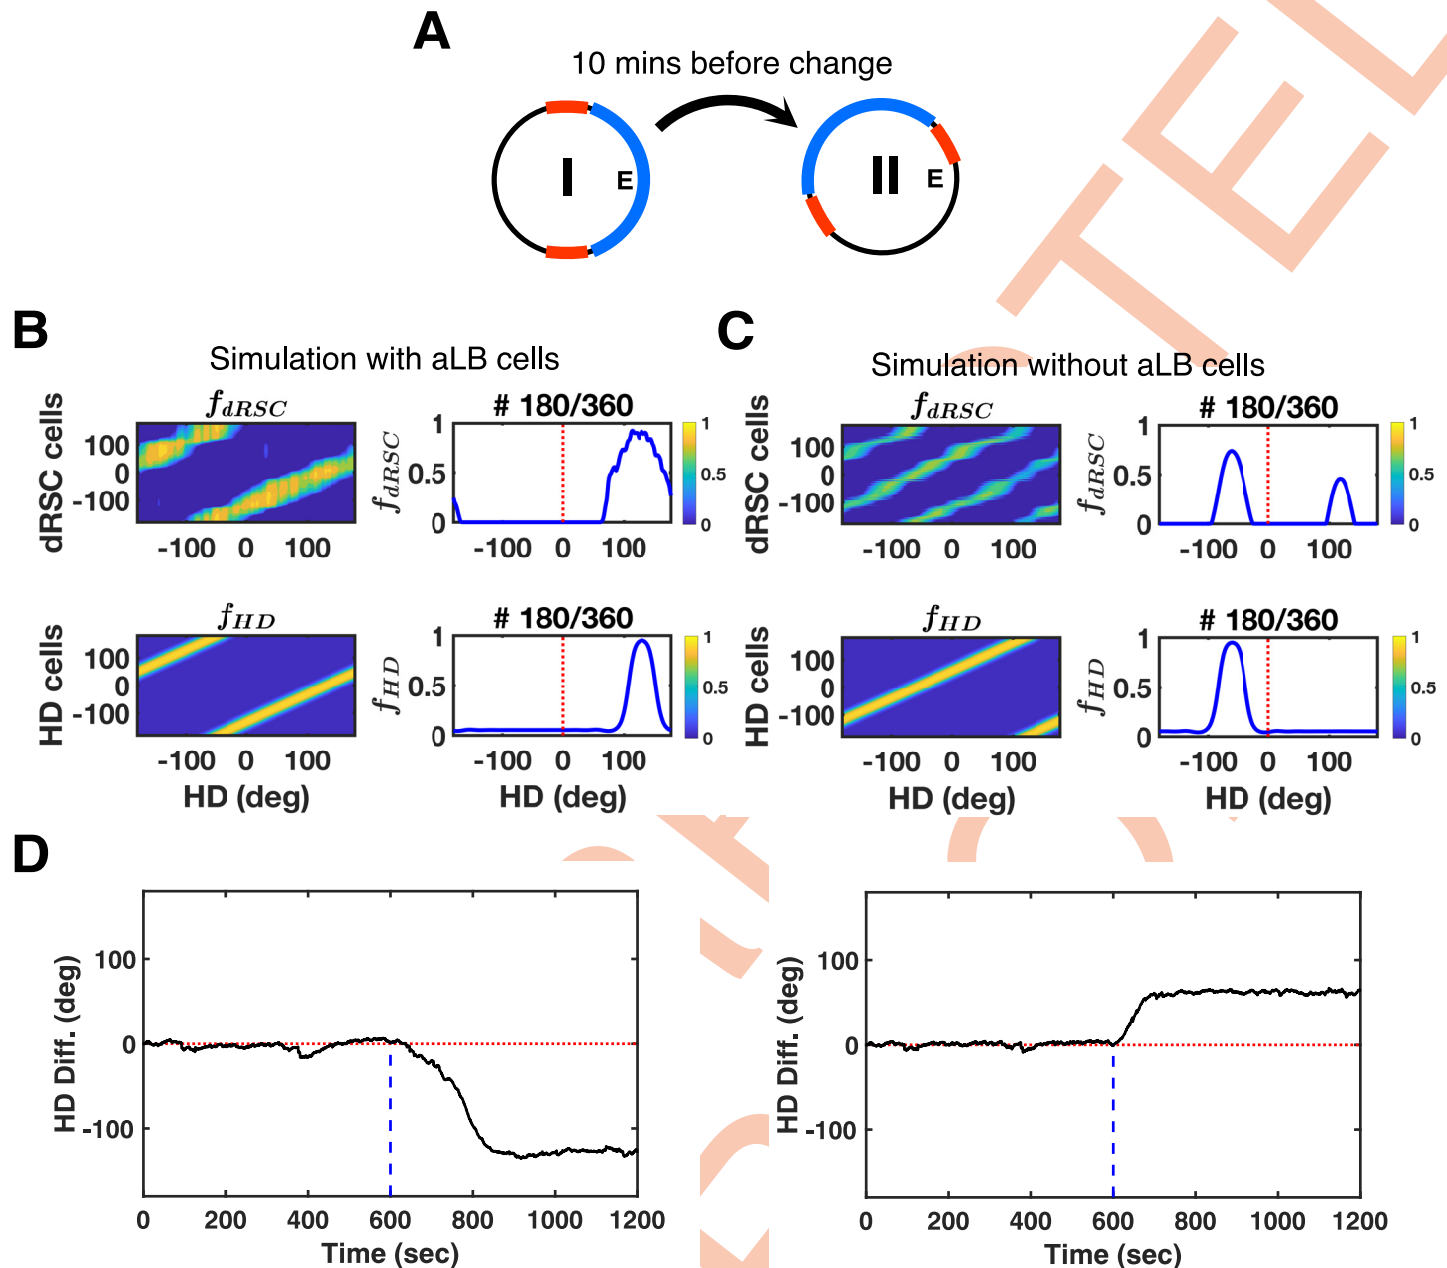 A
10 mins before change
I
E
II
E
B
Simulation with aLB cells
C
Simulation without aLB cells
f_dRSC
# 180/360
f_dRSC
# 180/360
dRSC cells
100
0
-100
-100 0 100
f_dRSC
1
0.5
0
-100 0 100
1
0.5
0
dRSC cells
100
0
-100
-100 0 100
f_dRSC
1
0.5
0
-100 0 100
1
0.5
0
f_HD
# 180/360
f_HD
# 180/360
HD cells
100
0
-100
-100 0 100
HD (deg)
f_HD
1
0.5
0
-100 0 100
HD (deg)
1
0.5
0
HD cells
100
0
-100
-100 0 100
HD (deg)
f_HD
1
0.5
0
-100 0 100
HD (deg)
1
0.5
0
D
HD Diff. (deg)
100
0
-100
0 200 400 600 800 1000 1200
Time (sec)
HD Diff. (deg)
100
0
-100
0 200 400 600 800 1000 1200
Time (sec)